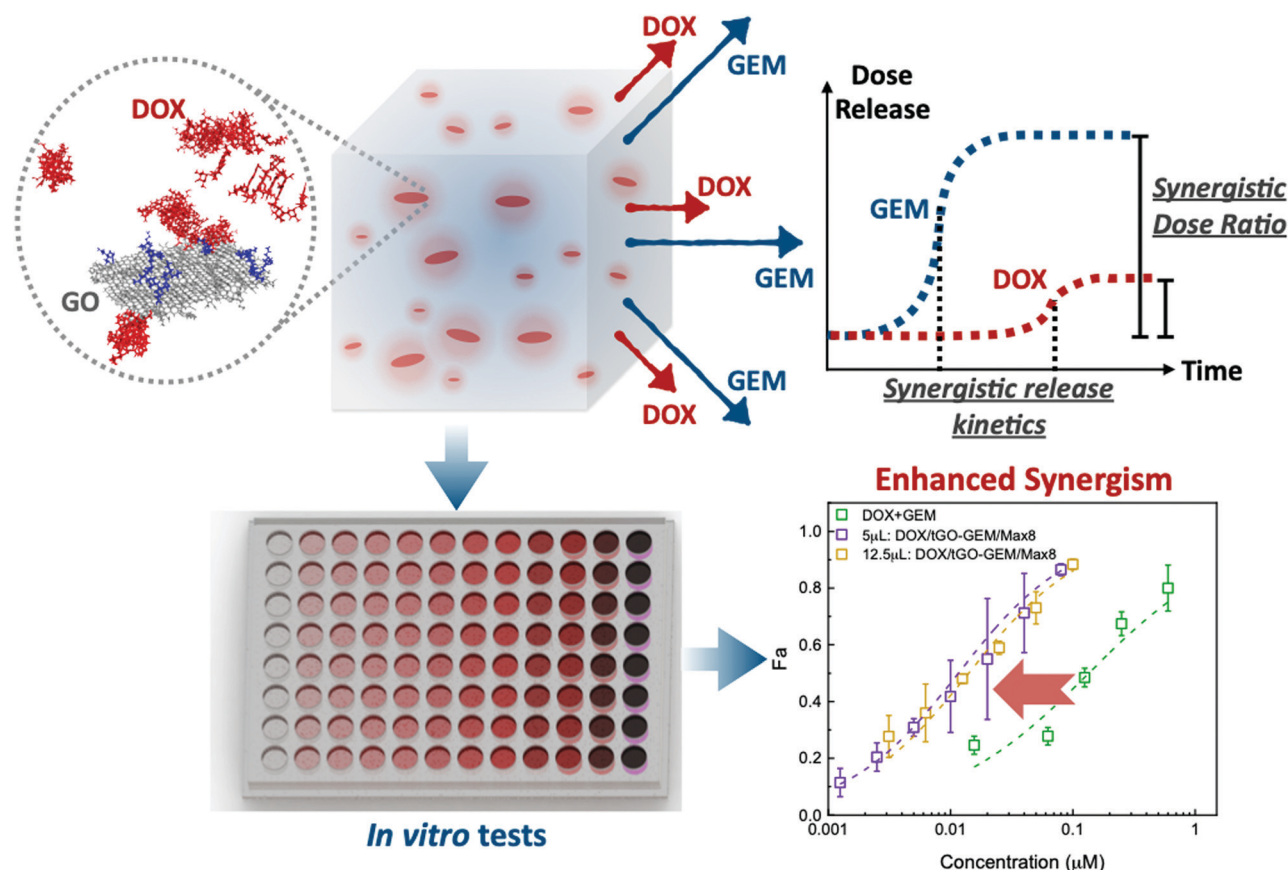 DOX
GO
DOX
GEM
DOX
GEM
GEM
DOX
Dose
Release
GEM
DOX
Synergistic
Dose Ratio
Time
Synergistic release
kinetics
In vitro tests
Enhanced Synergism
DOX+GEM
5µL: DOX/tGO-GEM/Max8
12.5µL: DOX/tGO-GEM/Max8
Fa
1.0
0.8
0.6
0.4
0.2
0.0
0.001
0.01
0.1
1
Concentration (µM)